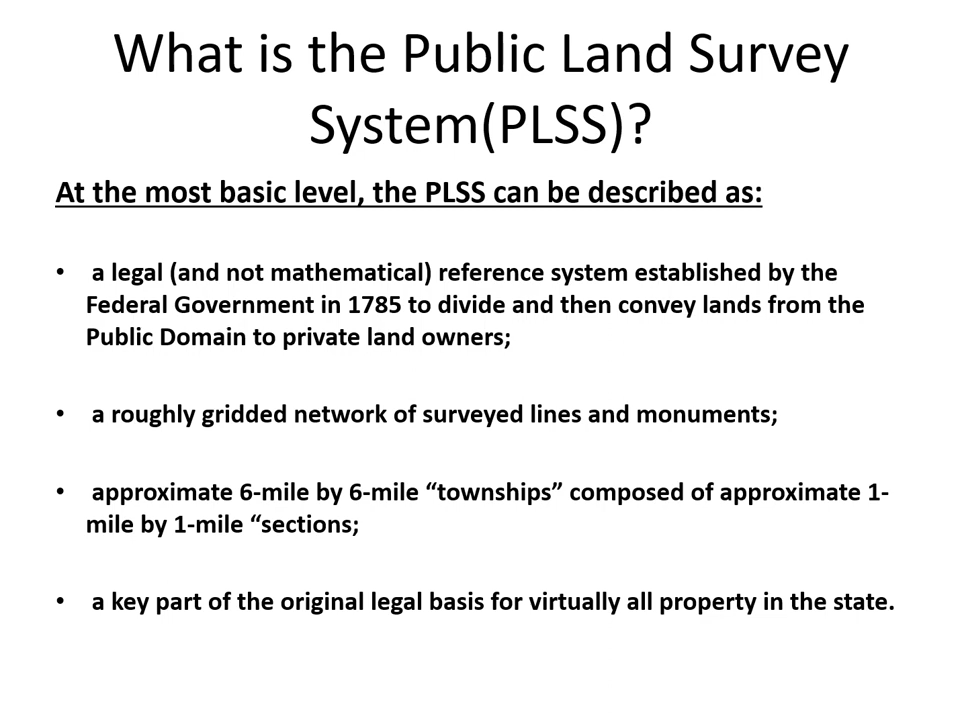 What is the Public Land Survey
System(PLSS)?
At the most basic level, the PLSS can be described as:
• a legal (and not mathematical) reference system established by the
Federal Government in 1785 to divide and then convey lands from the
Public Domain to private land owners;
• a roughly gridded network of surveyed lines and monuments;
• approximate 6-mile by 6-mile “townships” composed of approximate 1-
mile by 1-mile “sections;
• a key part of the original legal basis for virtually all property in the state.